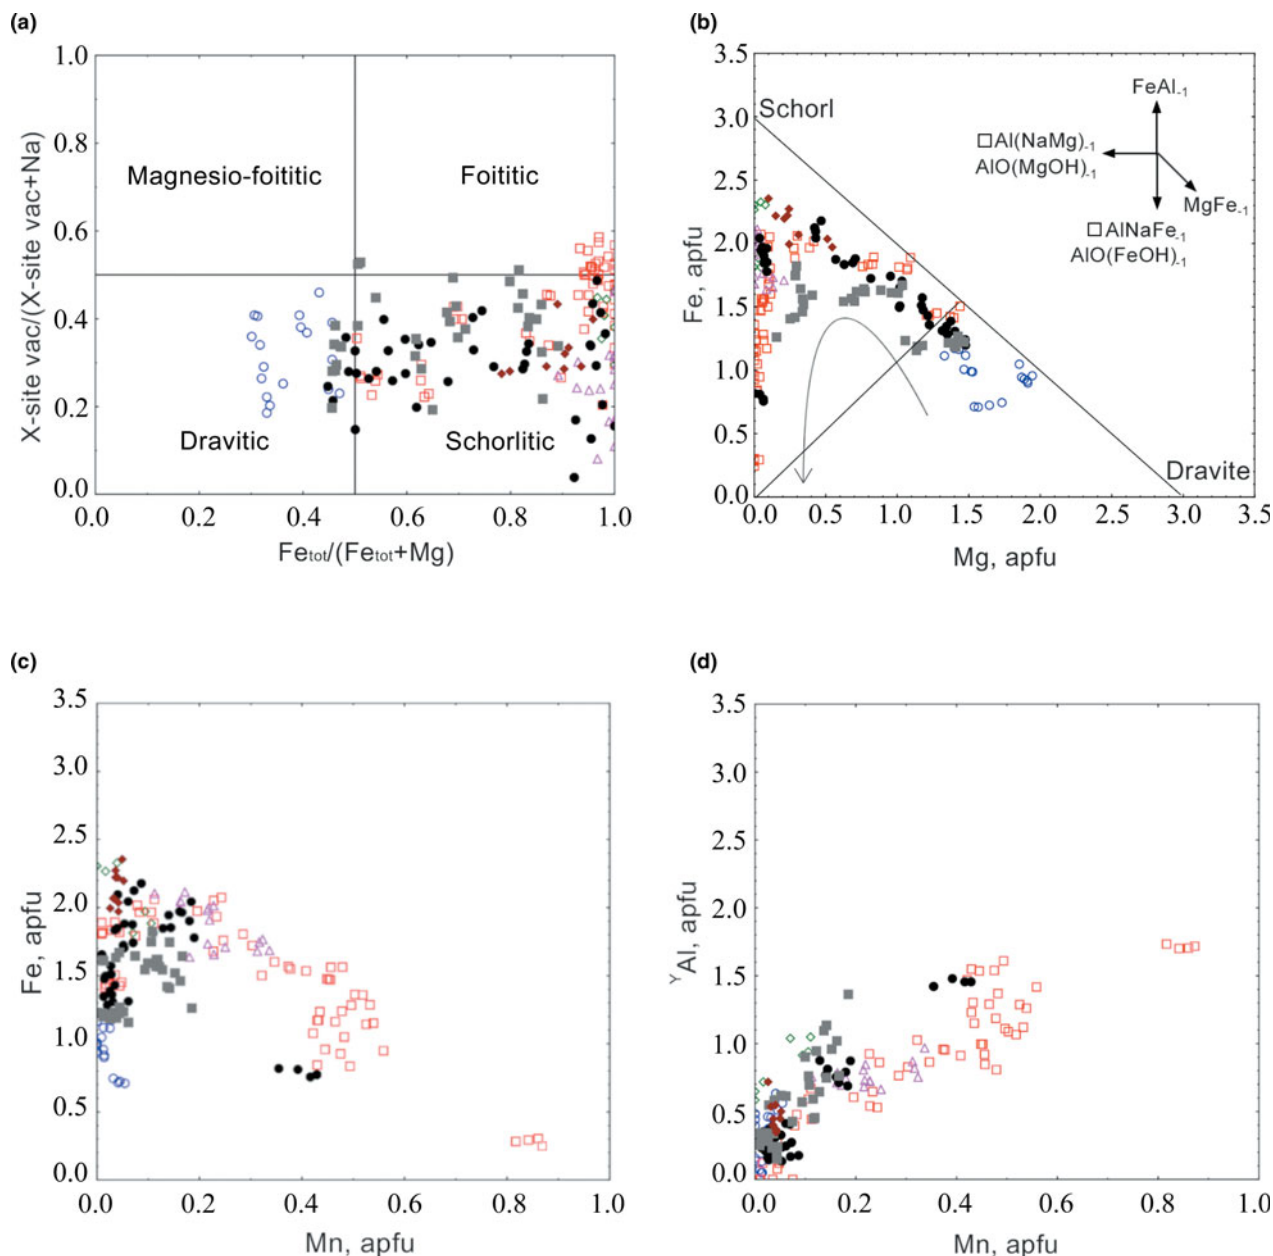 (a)
1.0
0.8
0.6
0.4
0.2
0.0
X-site vac/(X-site vac+Na)
Magnesio-foititic
Foititic
Dravitic
Schorlitic
0.0 0.2 0.4 0.6 0.8 1.0
Fetot/(Fetot+Mg)
(b)
3.5
3.0
2.5
2.0
1.5
1.0
0.5
0.0
Fe, apfu
Schorl
FeAl-1
□Al(NaMg)-1
AlO(MgOH)-1
MgFe-1
□AlNaFe-1
AlO(FeOH)-1
Dravite
0.0 0.5 1.0 1.5 2.0 2.5 3.0 3.5
Mg, apfu
(c)
3.5
3.0
2.5
2.0
1.5
1.0
0.5
0.0
Fe, apfu
0 0.2 0.4 0.6 0.8 1.0
Mn, apfu
(d)
3.5
3.0
2.5
2.0
1.5
1.0
0.5
0.0
YAl, apfu
0.0 0.2 0.4 0.6 0.8 1.0
Mn, apfu